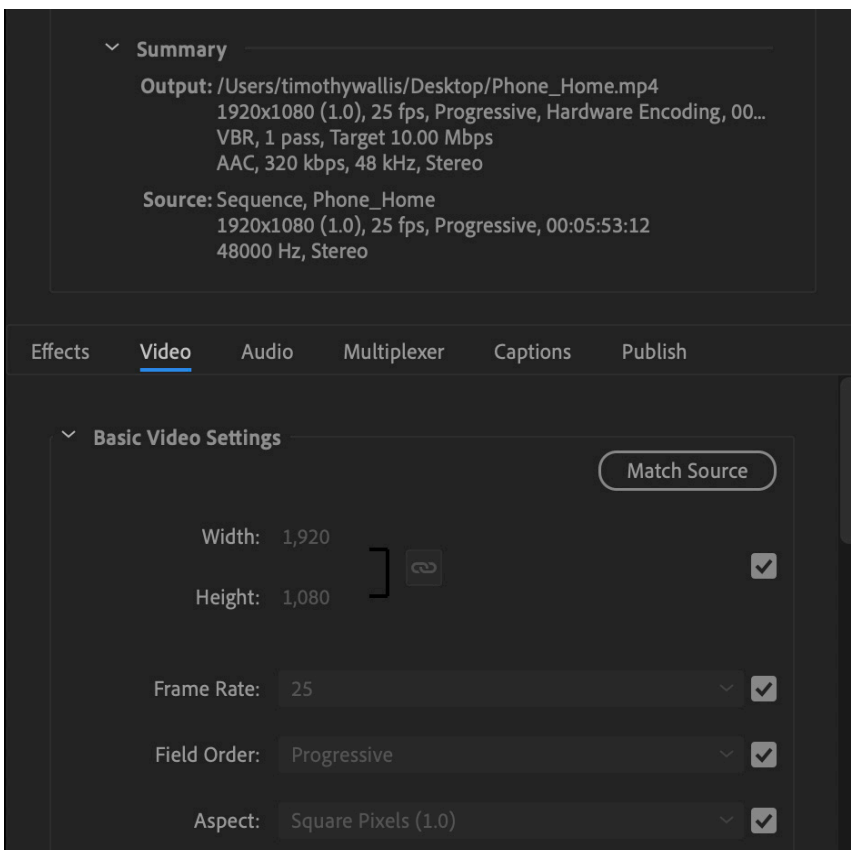 Summary
Output: /Users/timothywallis/Desktop/Phone_Home.mp4
1920x1080 (1.0), 25 fps, Progressive, Hardware Encoding, 00...
VBR, 1 pass, Target 10.00 Mbps
AAC, 320 kbps, 48 kHz, Stereo
Source: Sequence, Phone_Home
1920x1080 (1.0), 25 fps, Progressive, 00:05:53:12
48000 Hz, Stereo
Effects Video Audio Multiplexer Captions Publish
Basic Video Settings
Match Source
Width: 1,920
Height: 1,080
Frame Rate: 25
Field Order: Progressive
Aspect: Square Pixels (1.0)